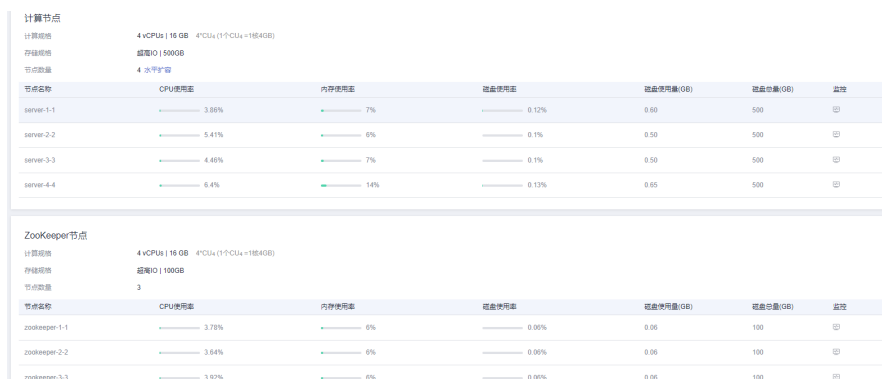 计算节点
计算规格 4 vCPUs | 16 GB 4*CU₄ (1个CU₄ =1核4GB)
存储规格 超高IO | 500GB
节点数量 4 水平扩容
节点名称 CPU使用率 内存使用率 磁盘使用率 磁盘使用量(GB) 磁盘总量(GB) 监控
server-1-1 3.86% 7% 0.12% 0.60 500
server-2-2 5.41% 6% 0.1% 0.50 500
server-3-3 4.46% 7% 0.1% 0.50 500
server-4-4 6.4% 14% 0.13% 0.65 500
ZooKeeper节点
计算规格 4 vCPUs | 16 GB 4*CU₄ (1个CU₄ =1核4GB)
存储规格 超高IO | 100GB
节点数量 3
节点名称 CPU使用率 内存使用率 磁盘使用率 磁盘使用量(GB) 磁盘总量(GB) 监控
zookeeper-1-1 3.78% 6% 0.06% 0.06 100
zookeeper-2-2 3.64% 6% 0.06% 0.06 100
zookeeper-3-3 3.92% 6% 0.06% 0.06 100